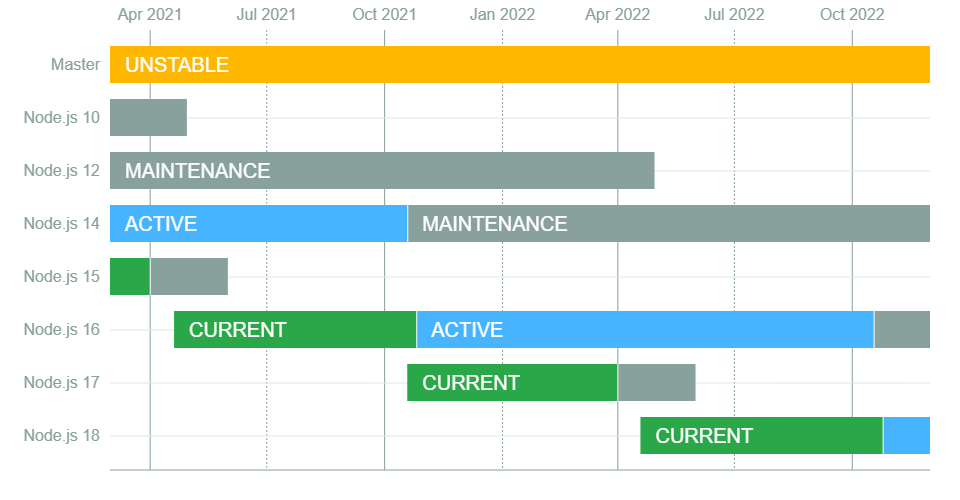 Apr 2021 Jul 2021 Oct 2021 Jan 2022 Apr 2022 Jul 2022 Oct 2022
Master UNSTABLE
Node.js 10
Node.js 12 MAINTENANCE
Node.js 14 ACTIVE MAINTENANCE
Node.js 15
Node.js 16 CURRENT ACTIVE
Node.js 17 CURRENT
Node.js 18 CURRENT